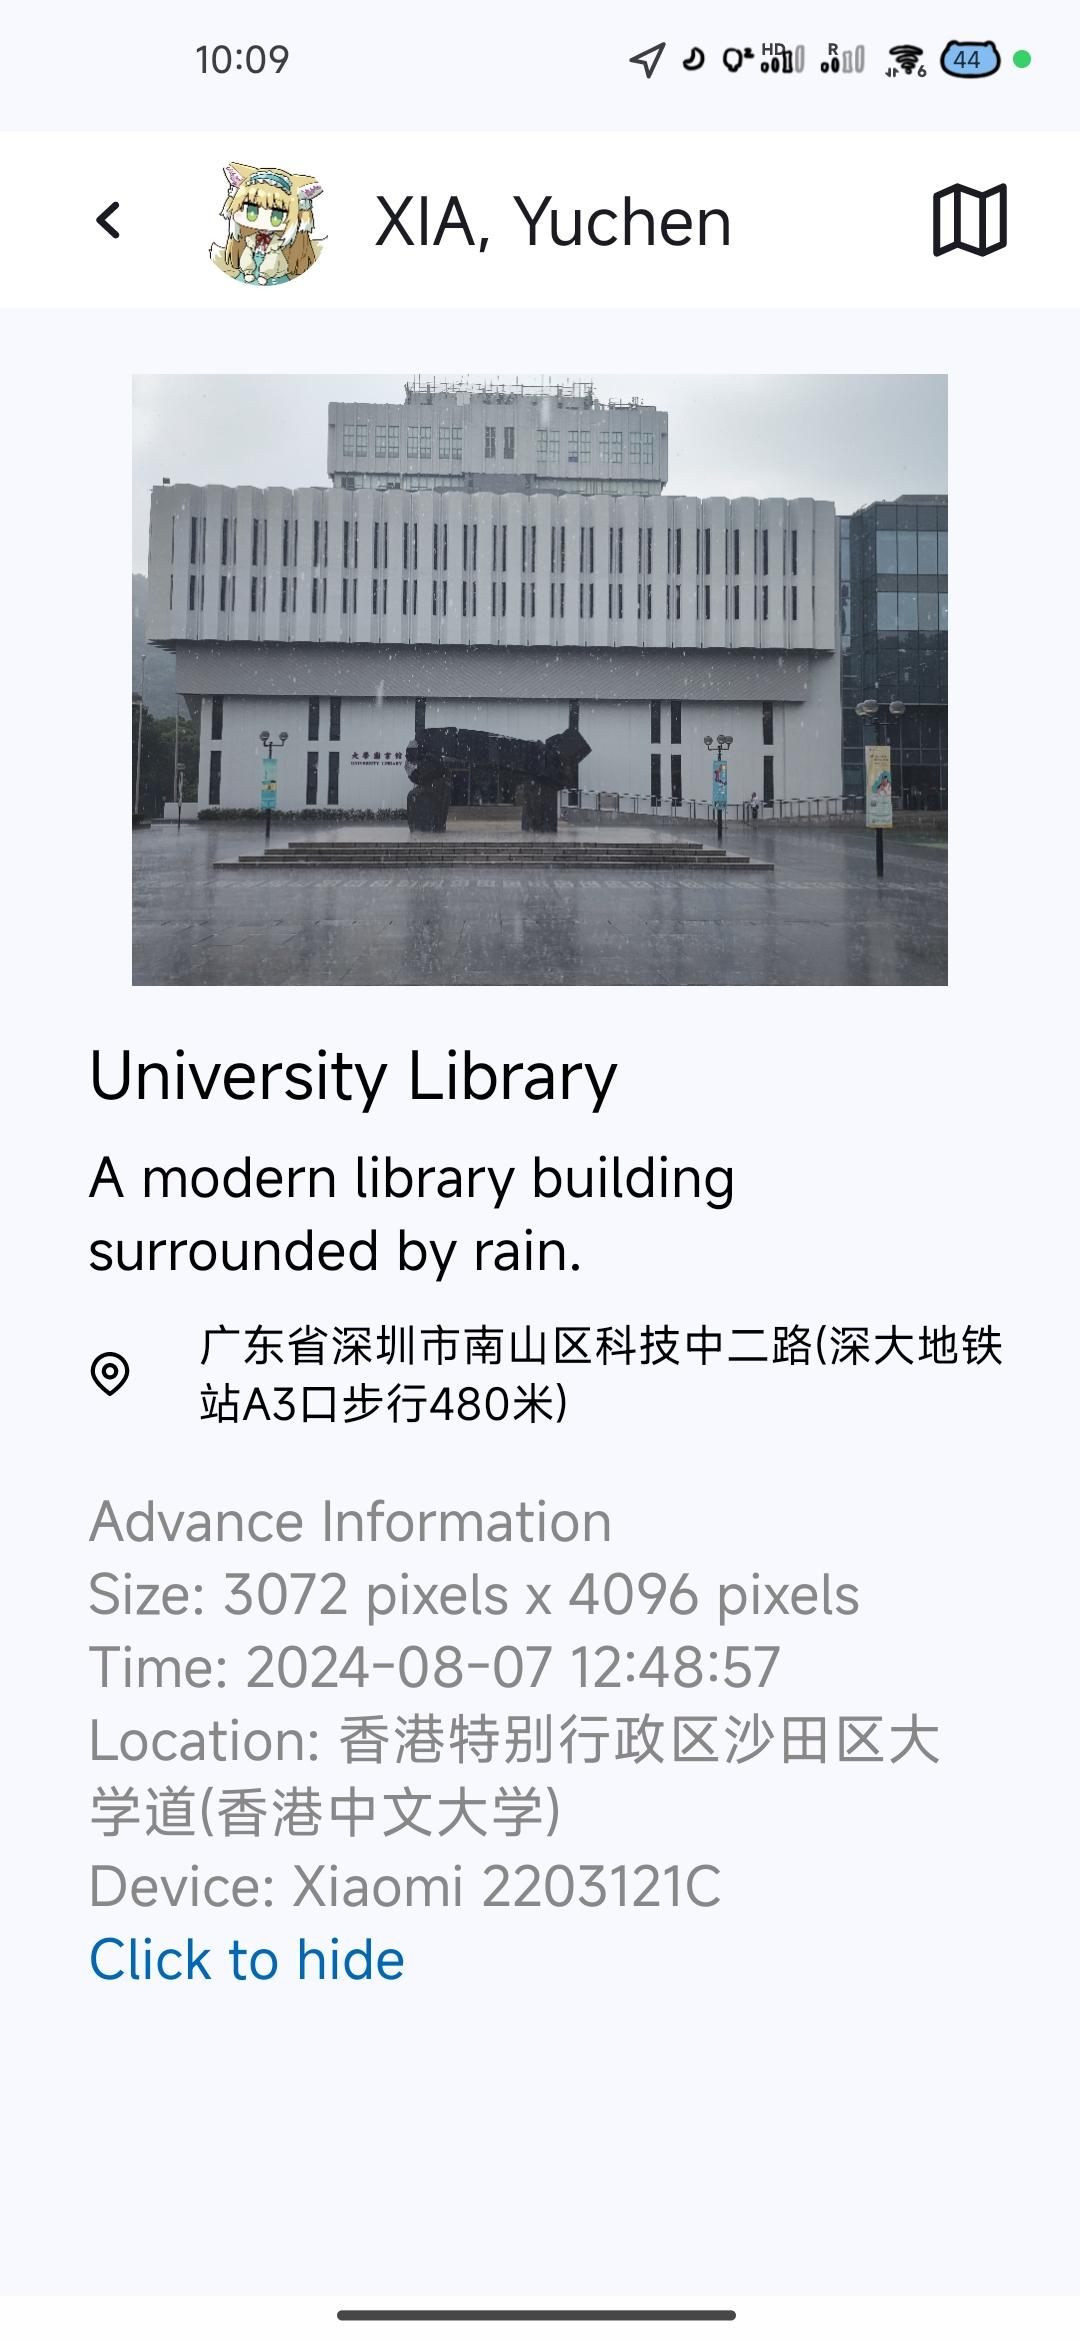 10:09
HD
R
6
44
XIA, Yuchen
大學圖書館
UNIVERSITY LIBRARY
University Library
A modern library building
surrounded by rain.
广东省深圳市南山区科技中二路(深大地铁
站A3口步行480米)
Advance Information
Size: 3072 pixels x 4096 pixels
Time: 2024-08-07 12:48:57
Location: 香港特别行政区沙田区大
学道(香港中文大学)
Device: Xiaomi 2203121C
Click to hide